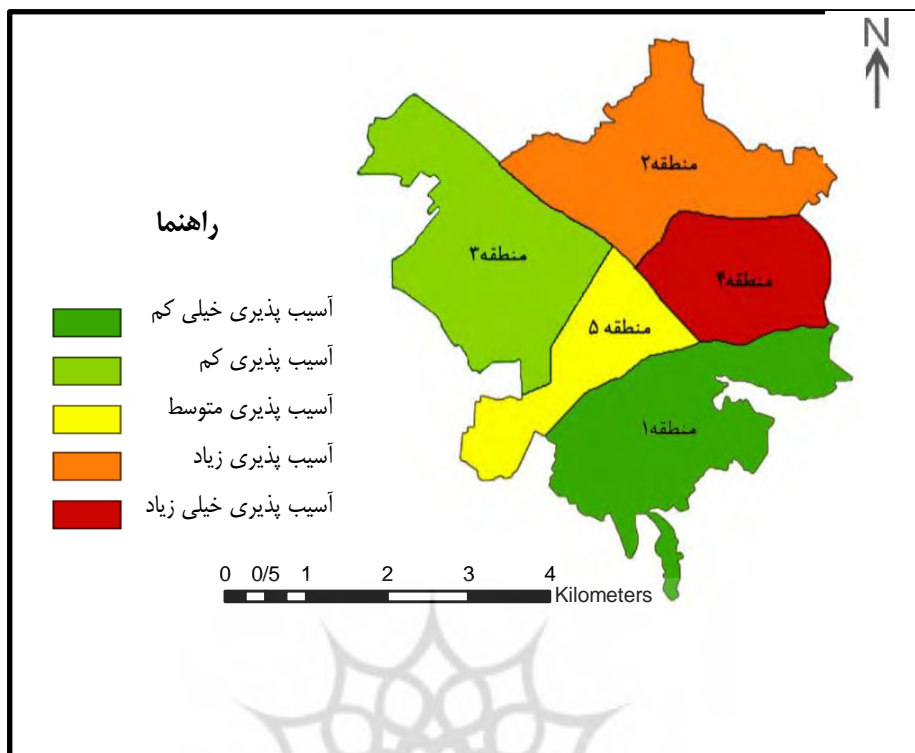 N
منطقه۲
منطقه۳
منطقه۴
منطقه ۵
منطقه۱
راهنما
آسیب پذیری خیلی کم
آسیب پذیری کم
آسیب پذیری متوسط
آسیب پذیری زیاد
آسیب پذیری خیلی زیاد
0 0/5 1 2 3 4
Kilometers